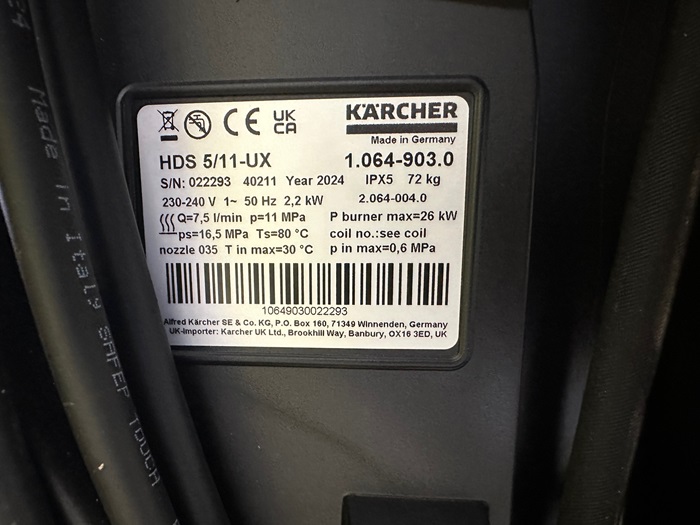 KÄRCHER
Made in Germany
HDS 5/11-UX 1.064-903.0
S/N: 022293 40211 Year 2024 IPX5 72 kg
230-240 V 1~ 50 Hz 2,2 kW 2.064-004.0
Q=7,5 l/min p=11 MPa P burner max=26 kW
ps=16,5 MPa Ts=80 °C coil no.:see coil
nozzle 035 T in max=30 °C p in max=0,6 MPa
10649030022293
Alfred Kärcher SE & Co. KG, P.O. Box 160, 71349 Winnenden, Germany
UK-Importer: Karcher UK Ltd., Brookhill Way, Banbury, OX16 3ED, UK
CE
UK
CA
Made in Italy SAFER TOUCH